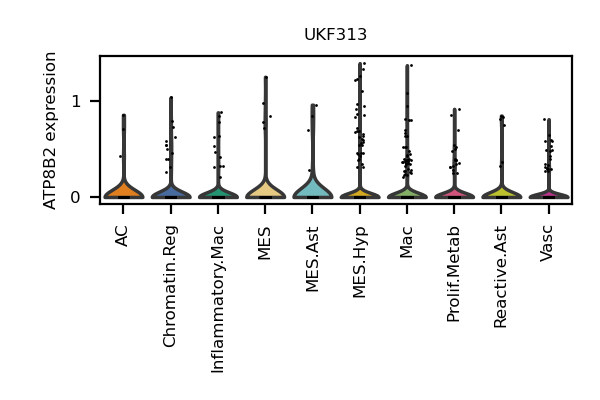 UKF313
ATP8B2 expression
1
0
AC
Chromatin.Reg
Inflammatory.Mac
MES
MES.Ast
MES.Hyp
Mac
Prolif.Metab
Reactive.Ast
Vasc